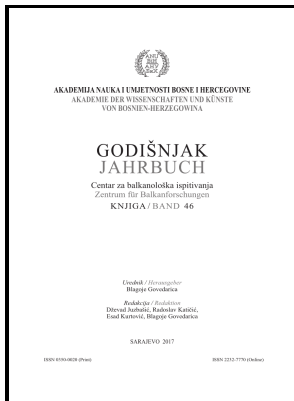 AKADEMIJA NAUKA I UMJETNOSTI BOSNE I HERCEGOVINE
AKADEMIE DER WISSENSCHAFTEN UND KÜNSTE
VON BOSNIEN-HERZEGOWINA
GODIŠNJAK
JAHRBUCH
Centar za balkanološka ispitivanja
Zentrum für Balkanforschungen
KNJIGA / BAND 46
Urednik / Herausgeber
Blagoje Govedarica
Redakcija / Redaktion
Dževad Juzbašić, Radoslav Katičić,
Esad Kurtović, Blagoje Govedarica
SARAJEVO 2017
ISSN 0350-0020 (Print) ISSN 2232-7770 (Online)